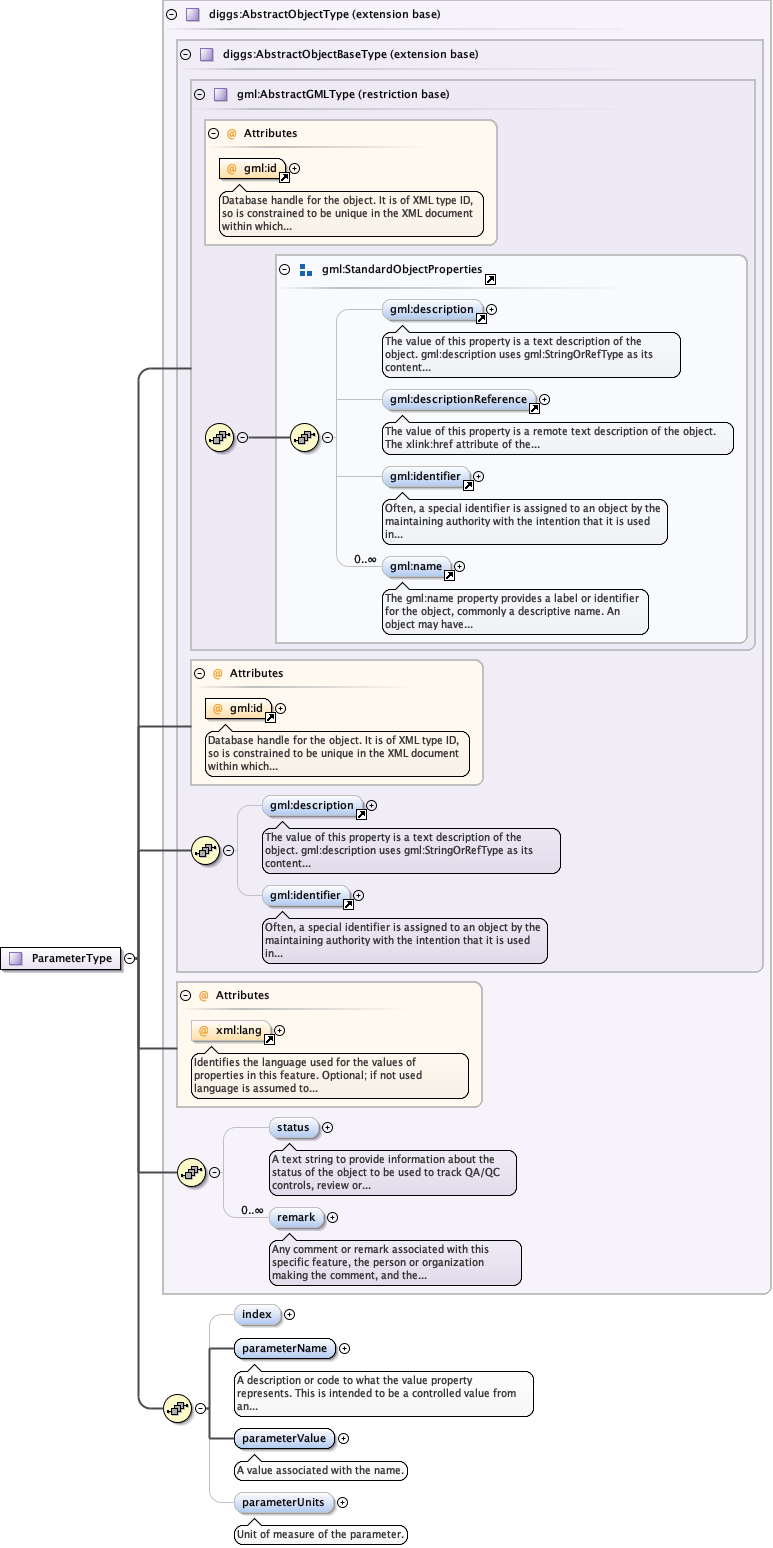 diggs:AbstractObjectType (extension base)
diggs:AbstractObjectBaseType (extension base)
gml:AbstractGMLType (restriction base)
@ Attributes
@ gml:id
Database handle for the object. It is of XML type ID,
so is constrained to be unique in the XML document
within which...
gml:StandardObjectProperties
gml:description
The value of this property is a text description of the
object. gml:description uses gml:StringOrRefType as its
content...
gml:descriptionReference
The value of this property is a remote text description of the object.
The xlink:href attribute of the...
gml:identifier
Often, a special identifier is assigned to an object by the
maintaining authority with the intention that it is used
in...
0..∞
gml:name
The gml:name property provides a label or identifier
for the object, commonly a descriptive name. An
object may have...
@ Attributes
@ gml:id
Database handle for the object. It is of XML type ID,
so is constrained to be unique in the XML document
within which...
gml:description
The value of this property is a text description of the
object. gml:description uses gml:StringOrRefType as its
content...
gml:identifier
Often, a special identifier is assigned to an object by the
maintaining authority with the intention that it is used
in...
ParameterType
@ Attributes
@ xml:lang
Identifies the language used for the values of
properties in this feature. Optional; if not used
language is assumed to...
status
A text string to provide information about the
status of the object to be used to track QA/QC
controls, review or...
0..∞
remark
Any comment or remark associated with this
specific feature, the person or organization
making the comment, and the...
index
parameterName
A description or code to what the value property
represents. This is intended to be a controlled value from
an...
parameterValue
A value associated with the name.
parameterUnits
Unit of measure of the parameter.